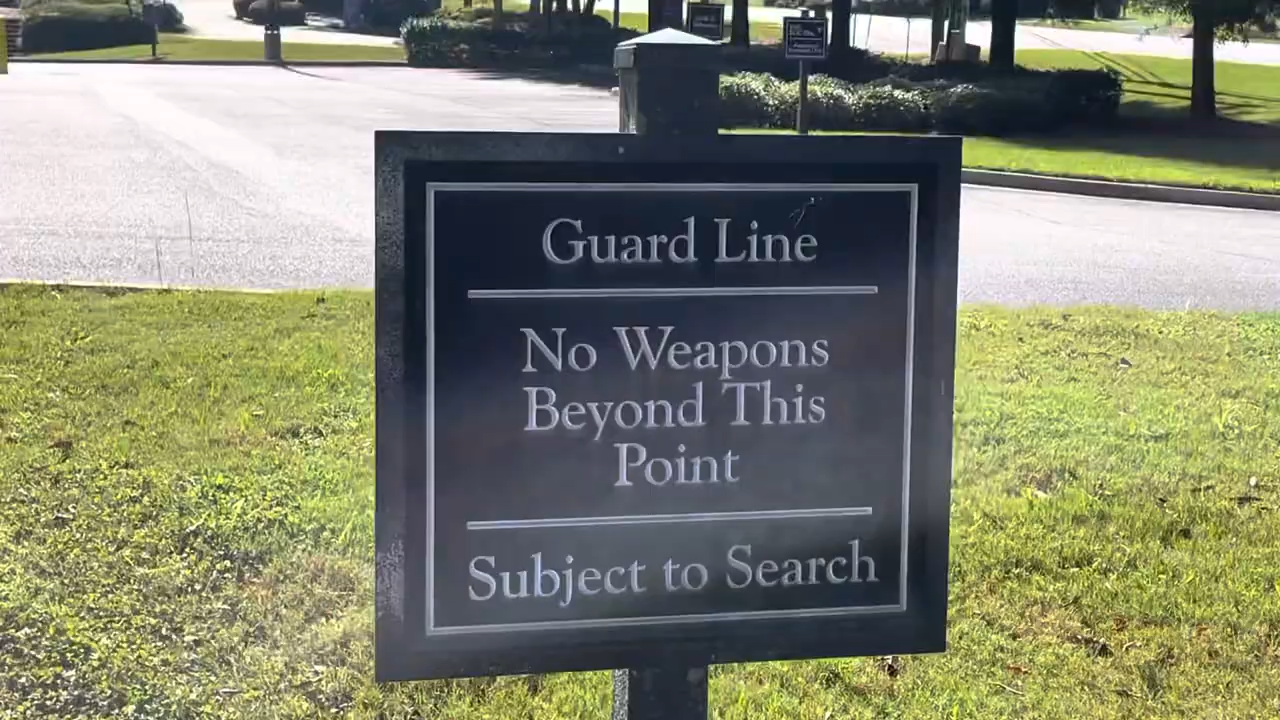 Guard Line
No Weapons
Beyond This
Point
Subject to Search